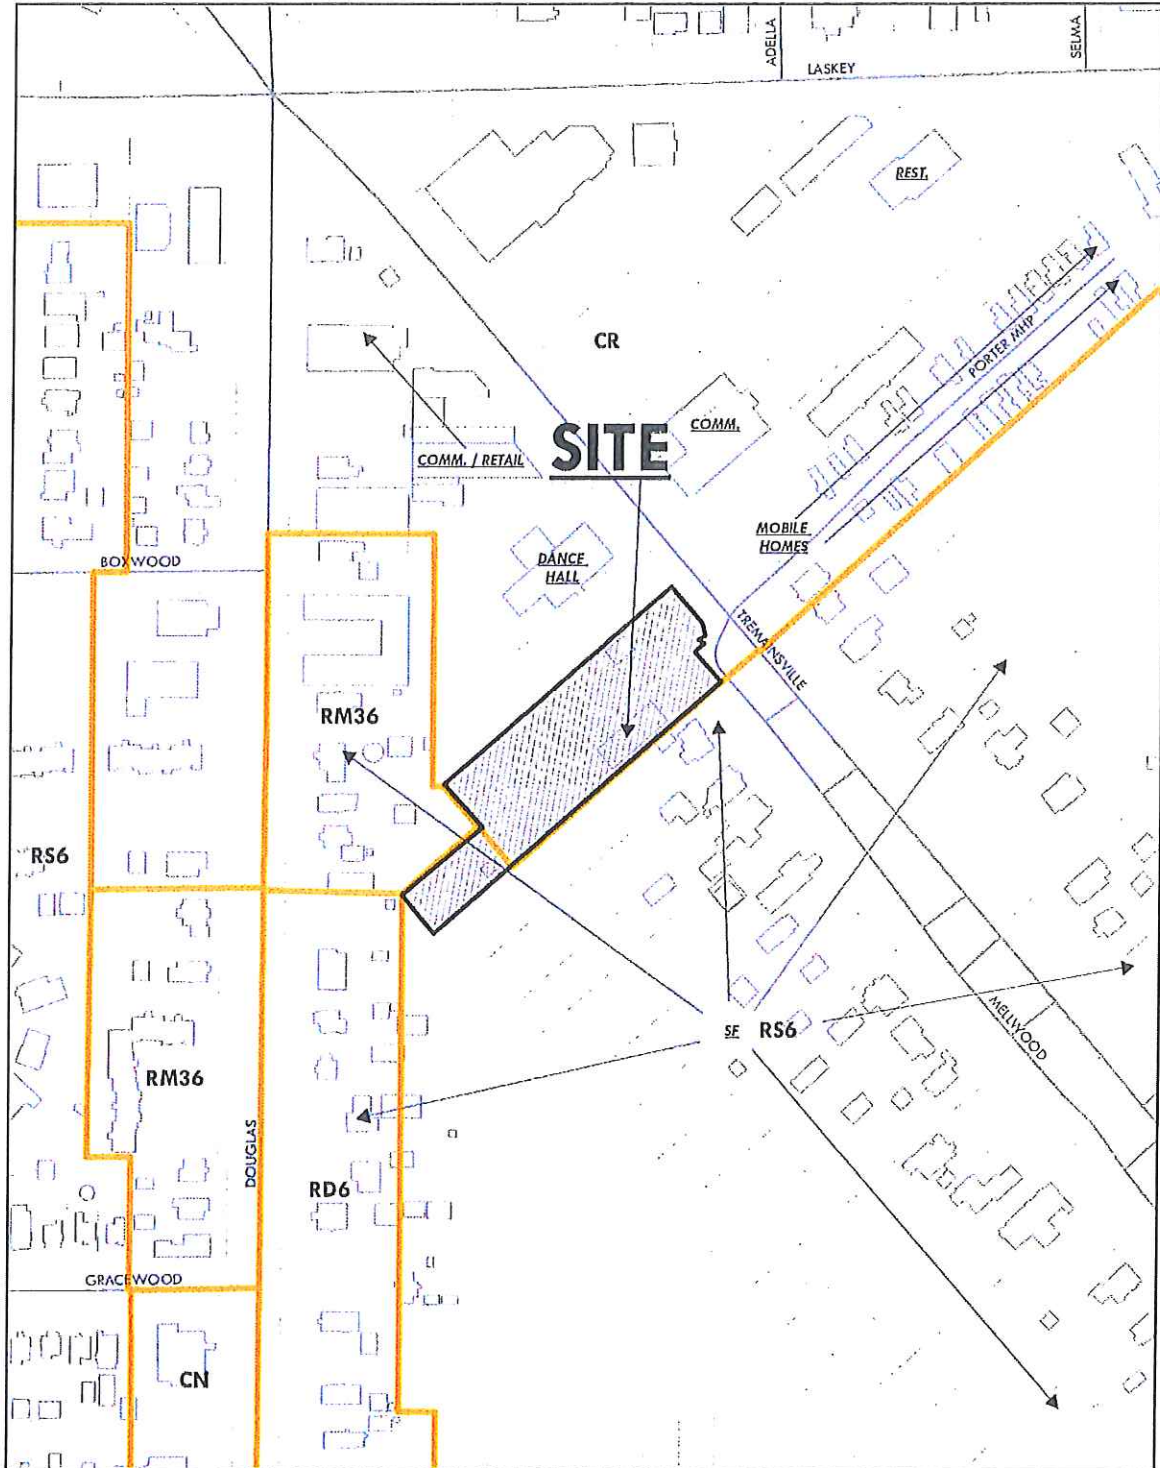 ADELLA
SELMA
LASKEY
REST.
PORTER MHP
CR
COMM.
SITE
COMM. / RETAIL
MOBILE
HOMES
DANCE
HALL
BOXWOOD
TREMAINSVILLE
RM36
RS6
SF RS6
MELLWOOD
RM36
DOUGLAS
RD6
GRACEWOOD
CN